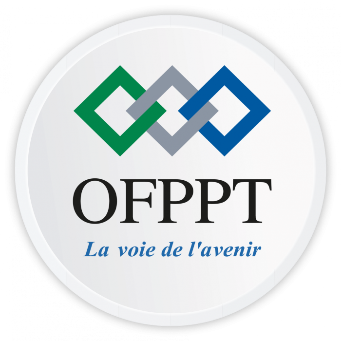 OFPPT
La voie de l'avenir